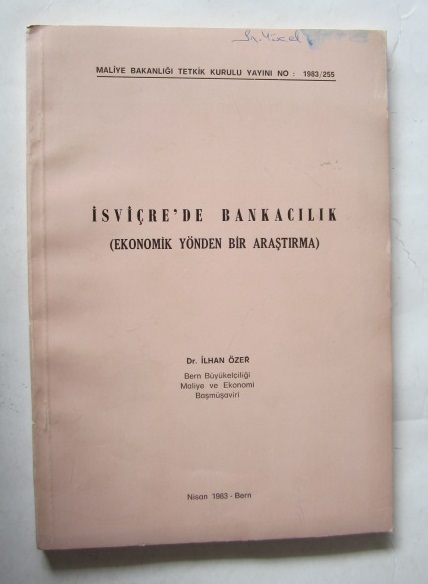 MALİYE BAKANLIĞI TETKİK KURULU YAYINI NO : 1983/255
İSVİÇRE'DE BANKACILIK
(EKONOMİK YÖNDEN BİR ARAŞTIRMA)
Dr. İLHAN ÖZER
Bern Büyükelçiliği
Maliye ve Ekonomi
Başmüşaviri
Nisan 1983 - Bern